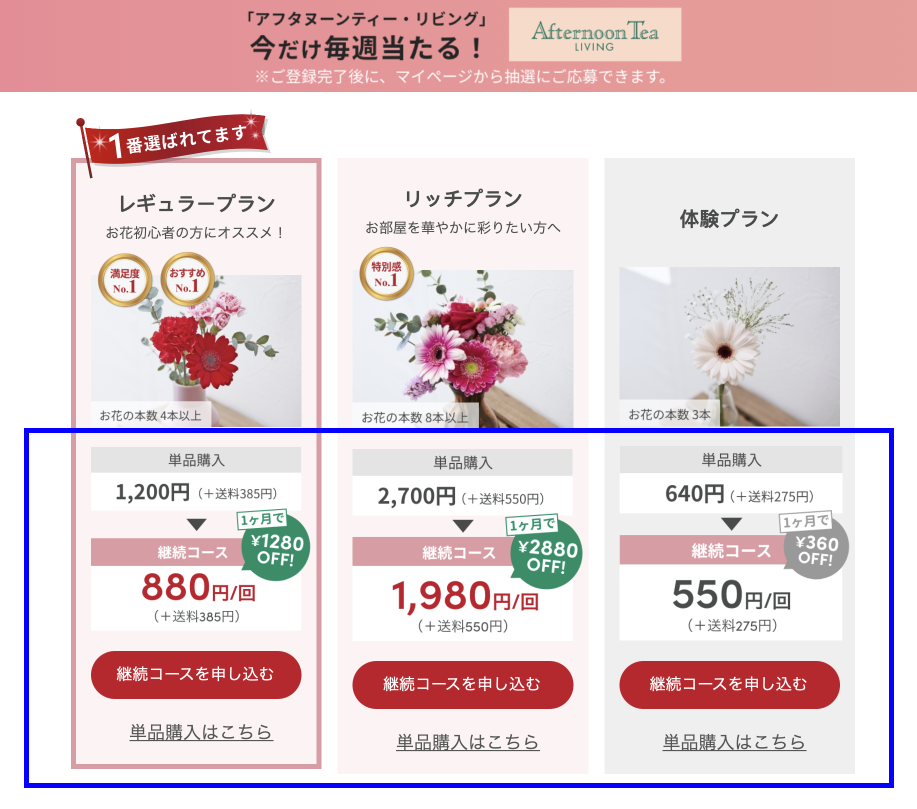 「アフタヌーンティー・リビング」
今だけ毎週当たる！
Afternoon Tea
LIVING
※ご登録完了後に、マイページから抽選にご応募できます。
1番選ばれてます
レギュラープラン
お花初心者の方にオススメ！
満足度
No.1
おすすめ
No.1
お花の本数 4本以上
単品購入
1,200円（＋送料385円）
1ヶ月で
¥1280
OFF!
継続コース
880円/回
（＋送料385円）
継続コースを申し込む
単品購入はこちら
リッチプラン
お部屋を華やかに彩りたい方へ
特別感
No.1
お花の本数 8本以上
単品購入
2,700円（＋送料550円）
1ヶ月で
¥2880
OFF!
継続コース
1,980円/回
（＋送料550円）
継続コースを申し込む
単品購入はこちら
体験プラン
お花の本数 3本
単品購入
640円（＋送料275円）
1ヶ月で
¥360
OFF!
継続コース
550円/回
（＋送料275円）
継続コースを申し込む
単品購入はこちら